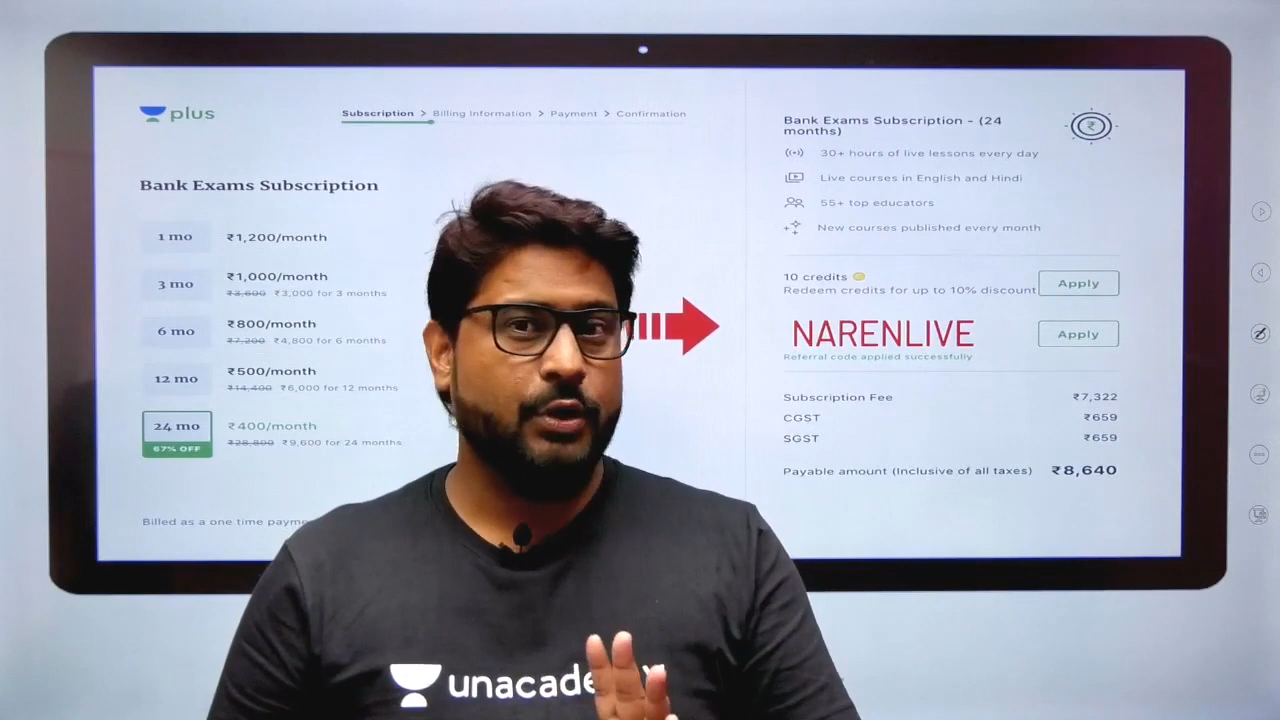 plus
Subscription > Billing Information > Payment > Confirmation
Bank Exams Subscription
1 mo ₹1,200/month
3 mo ₹1,000/month
₹3,600 ₹3,000 for 3 months
6 mo ₹800/month
₹7,200 ₹4,800 for 6 months
12 mo ₹500/month
₹14,400 ₹6,000 for 12 months
24 mo ₹400/month
67% OFF ₹28,800 ₹9,600 for 24 months
Billed as a one time
Bank Exams Subscription - (24
months)
30+ hours of live lessons every day
Live courses in English and Hindi
55+ top educators
New courses published every month
10 credits
Redeem credits for up to 10% discount Apply
NARENLIVE Apply
Referral code applied successfully
Subscription Fee ₹7,322
CGST ₹659
SGST ₹659
Payable amount (Inclusive of all taxes) ₹8,640